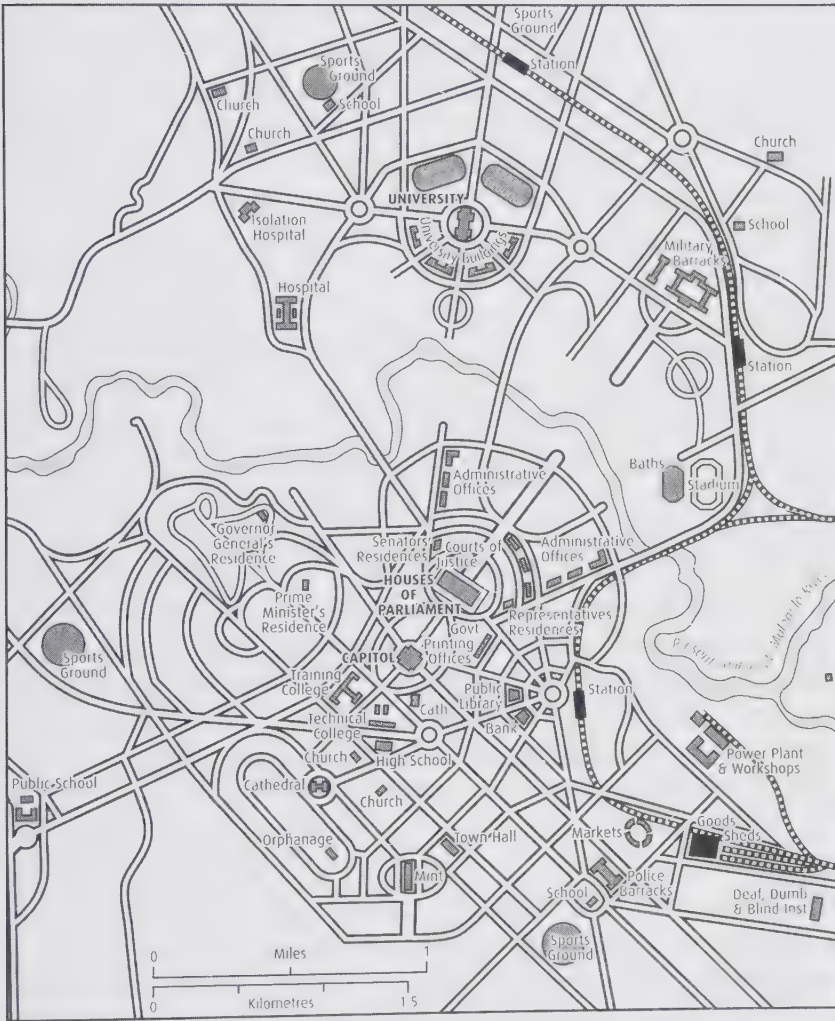 Sports
Ground
Station
Sports
Ground
Church
School
Church
Church
UNIVERSITY
School
Isolation
Hospital
University buildings
Military
Barracks
Hospital
Station
Baths
Stadium
Administrative
Offices
Governor
General's
Residence
Senators'
Residences
Courts of
Justice
Administrative
Offices
HOUSES
OF
PARLIAMENT
Prime
Minister's
Residence
Representatives
Residences
Govt
Printing
Offices
Sports
Ground
CAPITOL
Training
College
Public
Library
Station
Cath
Technical
College
Bank
Power Plant
& Workshops
High School
Church
Public School
Cathedral
Church
Goods
Sheds
Markets
Town Hall
Orphanage
Mint
Police
Barracks
School
Deaf, Dumb
& Blind Inst
Sports
Ground
0 Miles 1
0 Kilometres 1 5